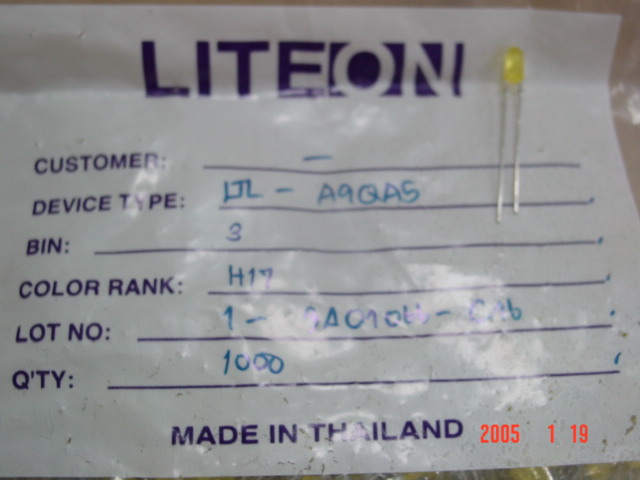 LITEON
CUSTOMER: —
DEVICE TYPE: LTL - A9QA5
BIN: 3
COLOR RANK: H17
LOT NO: 1 -
Q'TY: 1000
MADE IN THAILAND
2005 1 19